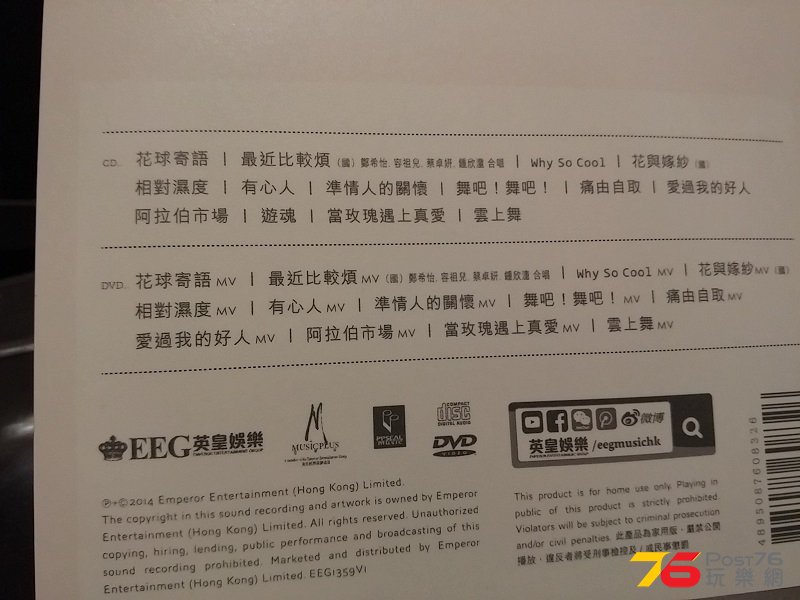 CD... 花球寄語 | 最近比較煩 (國) 鄭希怡. 容祖兒. 蔡卓妍. 鍾欣潼 合唱 | Why So Cool | 花與嫁紗 (國)
相對濕度 | 有心人 | 準情人的關懷 | 舞吧！舞吧！ | 痛由自取 | 愛過我的好人
阿拉伯市場 | 遊魂 | 當玫瑰遇上真愛 | 雲上舞
DVD... 花球寄語 MV | 最近比較煩 MV (國) 鄭希怡. 容祖兒. 蔡卓妍. 鍾欣潼 合唱 | Why So Cool MV | 花與嫁紗 MV (國)
相對濕度 MV | 有心人 MV | 準情人的關懷 MV | 舞吧！舞吧！ MV | 痛由自取 MV
愛過我的好人 MV | 阿拉伯市場 MV | 當玫瑰遇上真愛 MV | 雲上舞 MV
EEG 英皇娛樂
EMPEROR ENTERTAINMENT GROUP
MUSICPLUS
PPSEAL MUSIC
COMPACT disc DIGITAL AUDIO
DVD VIDEO
微博
英皇娛樂 /eegmusichk
℗+©2014 Emperor Entertainment (Hong Kong) Limited.
The copyright in this sound recording and artwork is owned by Emperor
Entertainment (Hong Kong) Limited. All rights reserved. Unauthorized
copying, hiring, lending, public performance and broadcasting of this
sound recording prohibited. Marketed and distributed by Emperor
Entertainment (Hong Kong) Limited. EEG1359V1
This product is for home use only. Playing in
public of this product is strictly prohibited.
Violators will be subject to criminal prosecution
and/or civil penalties. 此產品為家用版，嚴禁公開
播放，違反者將受刑事檢控及/或民事懲罰
4895087608326
76 Post76
玩樂網